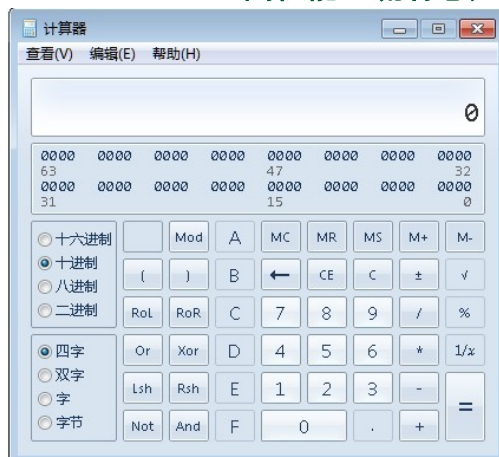 计算器
查看(V) 编辑(E) 帮助(H)
0
0000 0000 0000 0000 0000 0000 0000 0000
63 47 32
0000 0000 0000 0000 0000 0000 0000 0000
31 15 0
十六进制 Mod A MC MR MS M+ M-
十进制 ( ) B ← CE C ± √
八进制
二进制 RoL RoR C 7 8 9 / %
四字 Or Xor D 4 5 6 * 1/x
双字
字 Lsh Rsh E 1 2 3 - =
字节 Not And F 0 . +